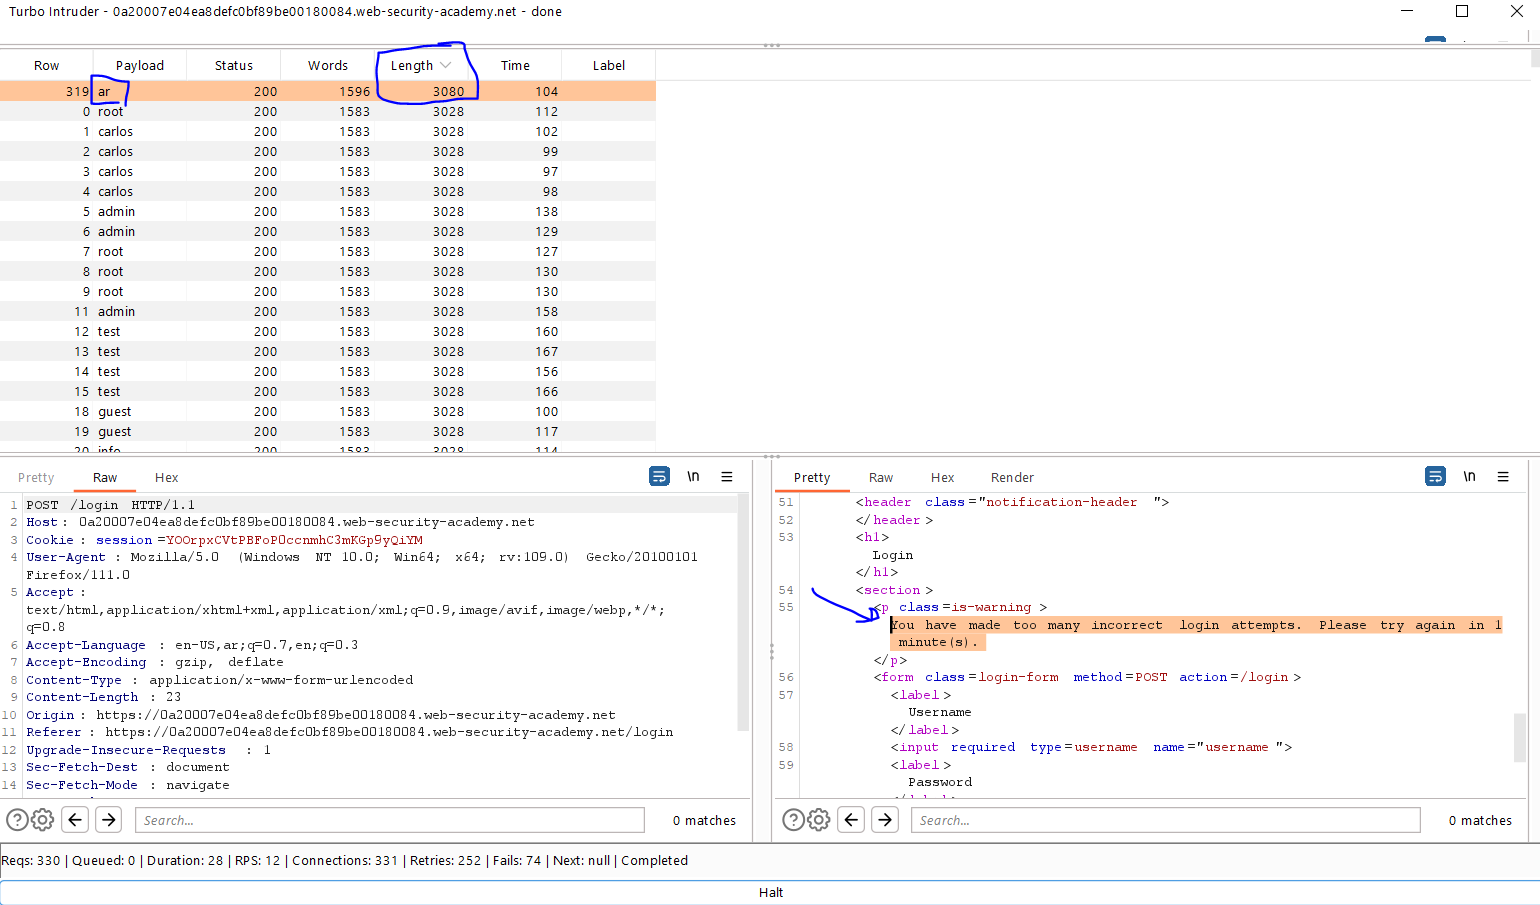 Turbo Intruder - 0a20007e04ea8defc0bf89be00180084.web-security-academy.net - done
Row Payload Status Words Length Time Label
319 ar 200 1596 3080 104
0 root 200 1583 3028 112
1 carlos 200 1583 3028 102
2 carlos 200 1583 3028 99
3 carlos 200 1583 3028 97
4 carlos 200 1583 3028 98
5 admin 200 1583 3028 138
6 admin 200 1583 3028 129
7 root 200 1583 3028 127
8 root 200 1583 3028 130
9 root 200 1583 3028 130
11 admin 200 1583 3028 158
12 test 200 1583 3028 160
13 test 200 1583 3028 167
14 test 200 1583 3028 156
15 test 200 1583 3028 166
18 guest 200 1583 3028 100
19 guest 200 1583 3028 117
20 info 200 1583 3028 114
Pretty Raw Hex \n
1 POST /login HTTP/1.1
2 Host: 0a20007e04ea8defc0bf89be00180084.web-security-academy.net
3 Cookie: session=YOOrpxCVtPBFoP0ccnmhC3mKGp9yQiYM
4 User-Agent: Mozilla/5.0 (Windows NT 10.0; Win64; x64; rv:109.0) Gecko/20100101
Firefox/111.0
5 Accept:
text/html,application/xhtml+xml,application/xml;q=0.9,image/avif,image/webp,*/*;
q=0.8
6 Accept-Language: en-US,ar;q=0.7,en;q=0.3
7 Accept-Encoding: gzip, deflate
8 Content-Type: application/x-www-form-urlencoded
9 Content-Length: 23
10 Origin: https://0a20007e04ea8defc0bf89be00180084.web-security-academy.net
11 Referer: https://0a20007e04ea8defc0bf89be00180084.web-security-academy.net/login
12 Upgrade-Insecure-Requests: 1
13 Sec-Fetch-Dest: document
14 Sec-Fetch-Mode: navigate
Search... 0 matches
Pretty Raw Hex Render \n
51 <header class="notification-header">
52 </header>
53 <h1>
Login
</h1>
54 <section>
55 <p class=is-warning>
You have made too many incorrect login attempts. Please try again in 1
minute(s).
</p>
56 <form class=login-form method=POST action=/login>
57 <label>
Username
</label>
58 <input required type=username name="username">
59 <label>
Password
Search... 0 matches
Reqs: 330 | Queued: 0 | Duration: 28 | RPS: 12 | Connections: 331 | Retries: 252 | Fails: 74 | Next: null | Completed
Halt